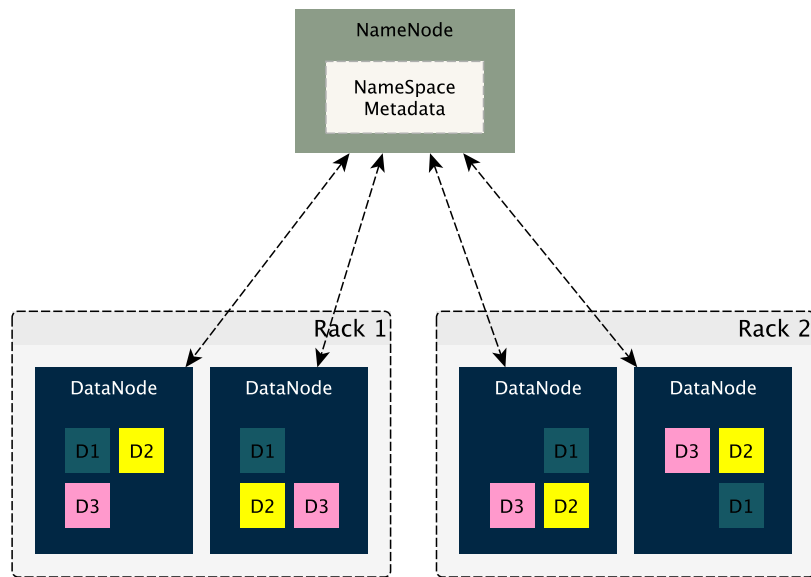 NameNode
NameSpace
Metadata
Rack 1
DataNode
D1 D2
D3
DataNode
D1
D2 D3
Rack 2
DataNode
D1
D3 D2
DataNode
D3 D2
D1